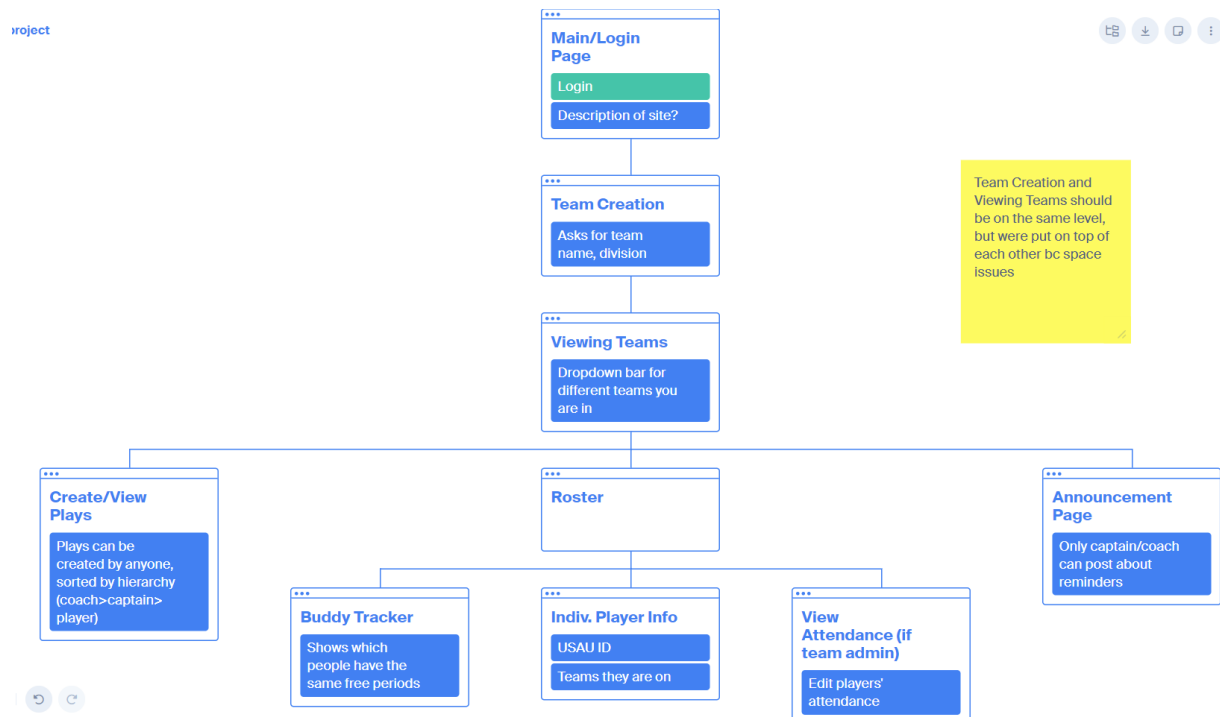 project
Main/Login
Page
Login
Description of site?
Team Creation
Asks for team
name, division
Team Creation and
Viewing Teams should
be on the same level,
but were put on top of
each other bc space
issues
Viewing Teams
Dropdown bar for
different teams you
are in
Create/View
Plays
Plays can be
created by anyone,
sorted by hierarchy
(coach>captain>
player)
Roster
Announcement
Page
Only captain/coach
can post about
reminders
Buddy Tracker
Shows which
people have the
same free periods
Indiv. Player Info
USAU ID
Teams they are on
View
Attendance (if
team admin)
Edit players'
attendance